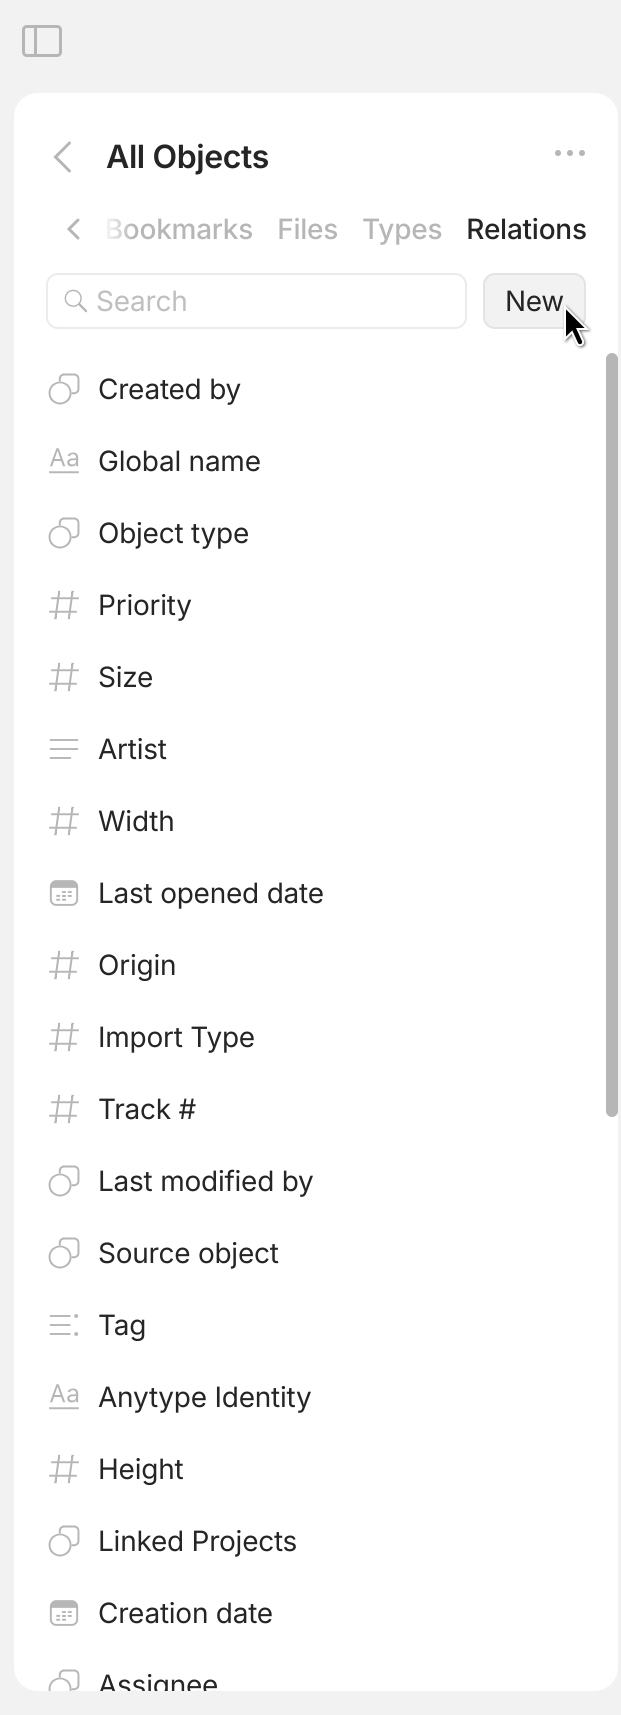 All Objects
Bookmarks Files Types Relations
Search New
Created by
Aa Global name
Object type
Priority
Size
Artist
Width
Last opened date
Origin
Import Type
Track #
Last modified by
Source object
Tag
Aa Anytype Identity
Height
Linked Projects
Creation date
Assignee